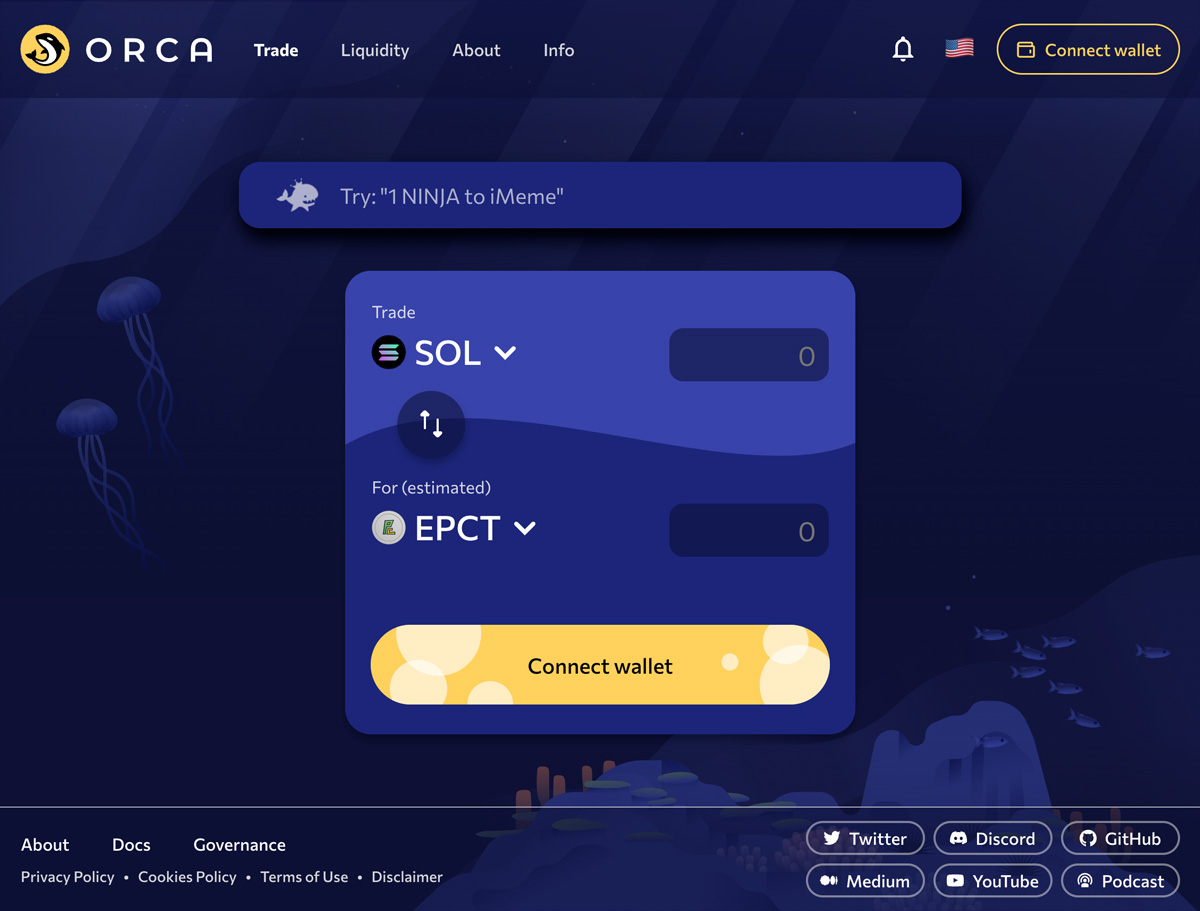 ORCA Trade Liquidity About Info Connect wallet
Try: "1 NINJA to iMeme"
Trade
SOL 0
For (estimated)
EPCT 0
Connect wallet
About Docs Governance
Privacy Policy • Cookies Policy • Terms of Use • Disclaimer
Twitter Discord GitHub
Medium YouTube Podcast